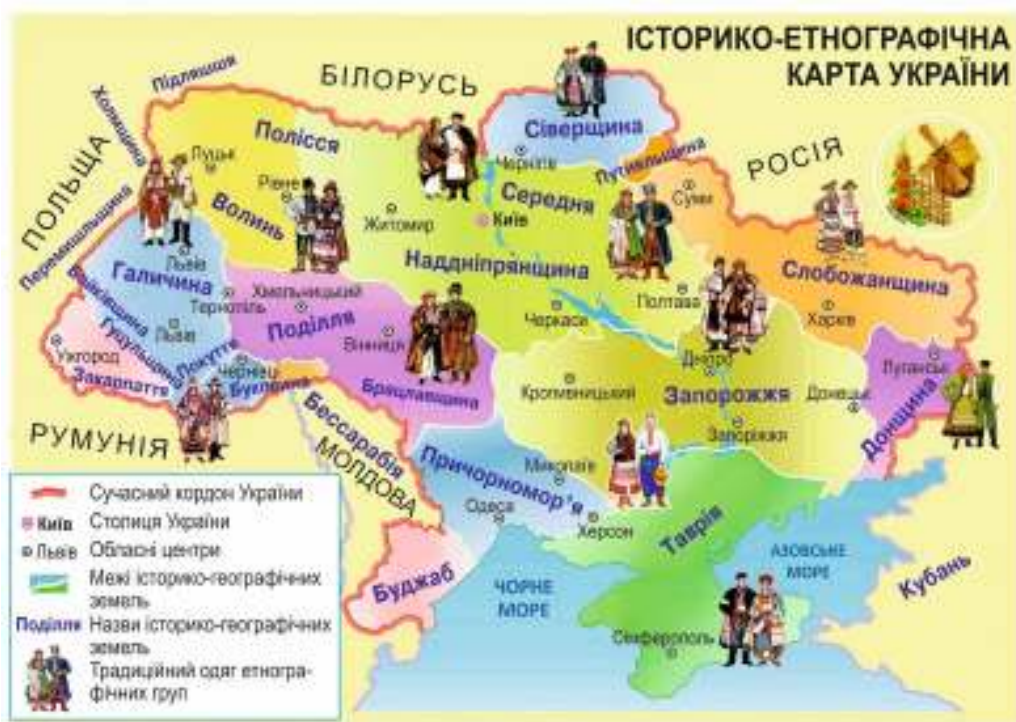 ІСТОРИКО-ЕТНОГРАФІЧНА
КАРТА УКРАЇНИ
БІЛОРУСЬ
Підляшшя
Холмщина
ПОЛЬЩА
Перемишльщина
РОСІЯ
Сіверщина
Чернігів
Путивльщина
Полісся
Луцьк
Рівне
Волинь
Житомир
Київ
Середня
Наддніпрянщина
Суми
Слобожанщина
Полтава
Харків
Черкаси
Галичина
Львів
Тернопіль
Хмельницький
Поділля
Вінниця
Брацлавщина
Бойківщина
Гуцульщина
Львів
Покуття
Ужгород
Закарпаття
Чернівці
Буковина
Бессарабія
РУМУНІЯ
МОЛДОВА
Дніпро
Кропивницький
Запорожжя
Запоріжжя
Донецьк
Луганськ
Донщина
Причорномор'я
Миколаїв
Одеса
Херсон
Таврія
Буджаб
ЧОРНЕ
МОРЕ
АЗОВСЬКЕ
МОРЕ
Кубань
Сімферополь
Сучасний кордон України
Київ Столиця України
Львів Обласні центри
Межі історико-географічних
земель
Поділля Назви історико-географічних
земель
Традиційний одяг етногра-
фічних груп